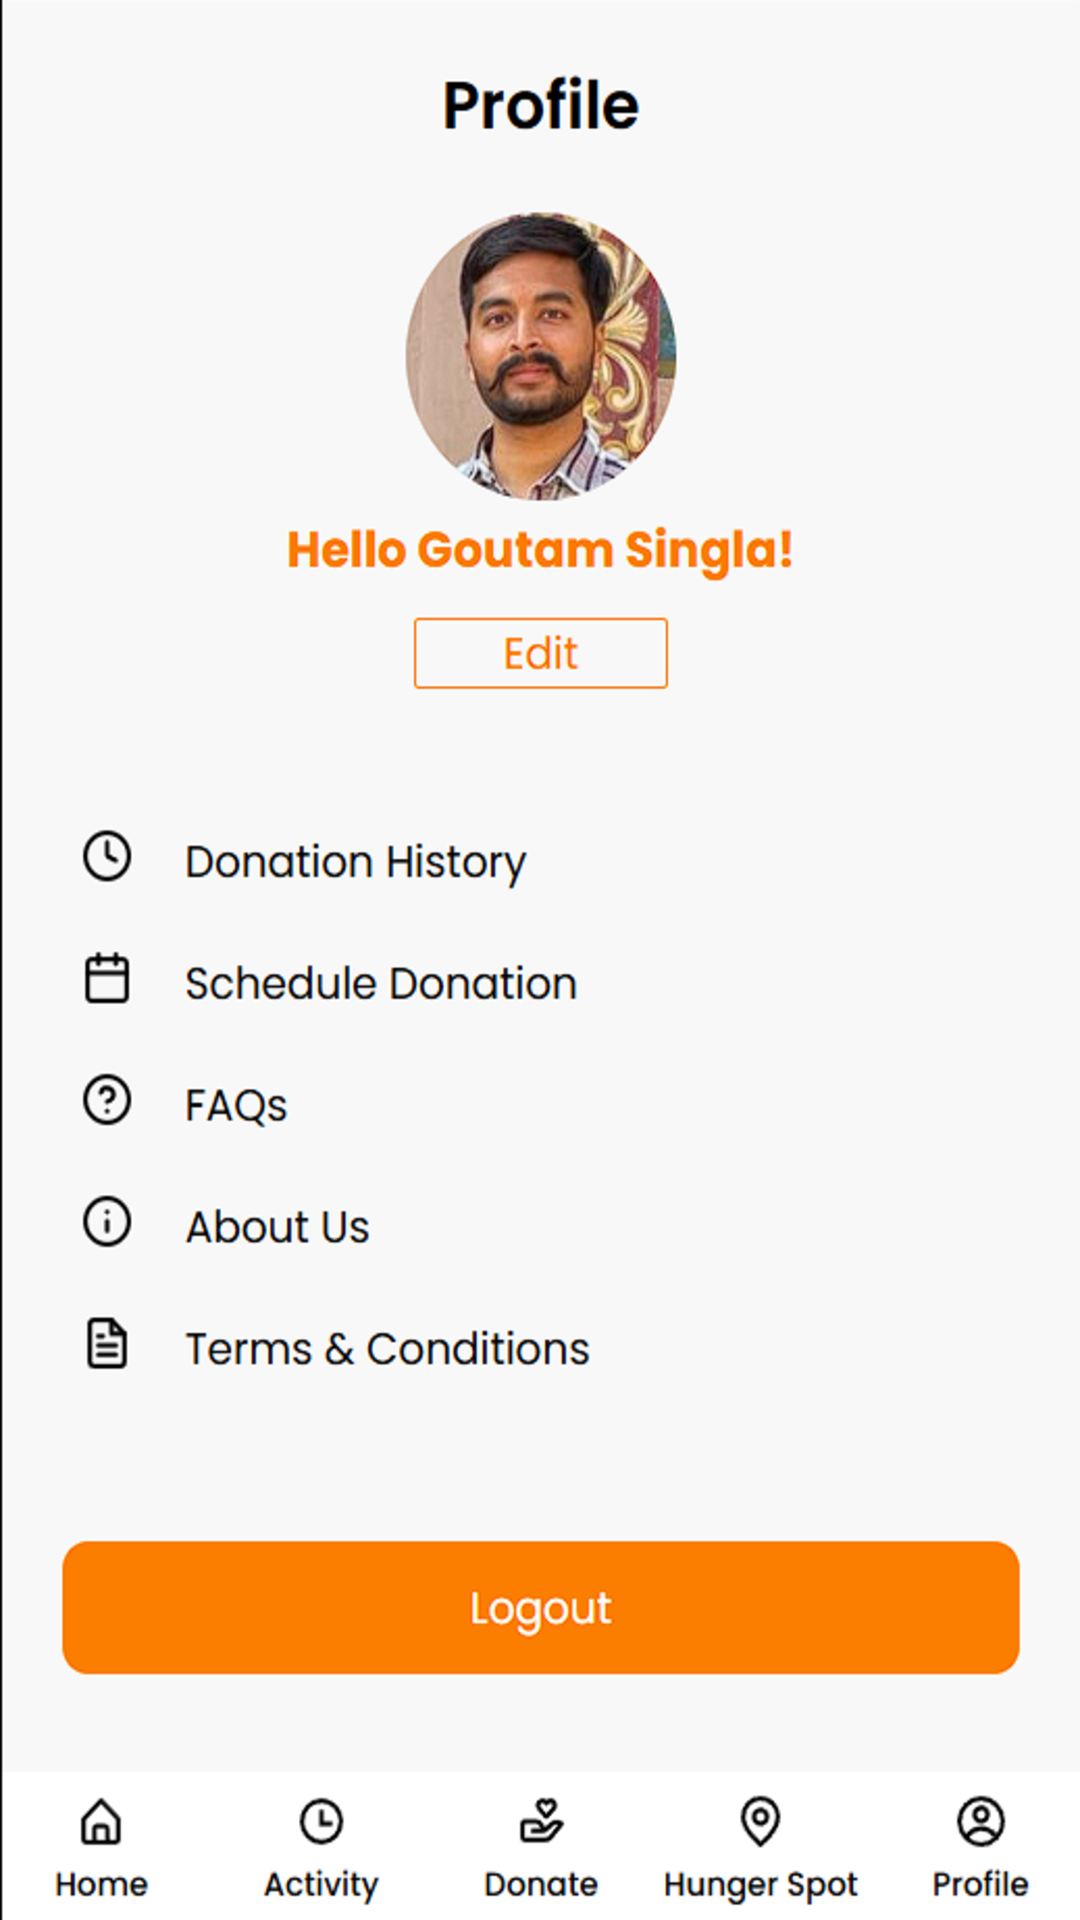 Profile
Hello Goutam Singla!
Edit
Donation History
Schedule Donation
FAQs
About Us
Terms & Conditions
Logout
Home Activity Donate Hunger Spot Profile